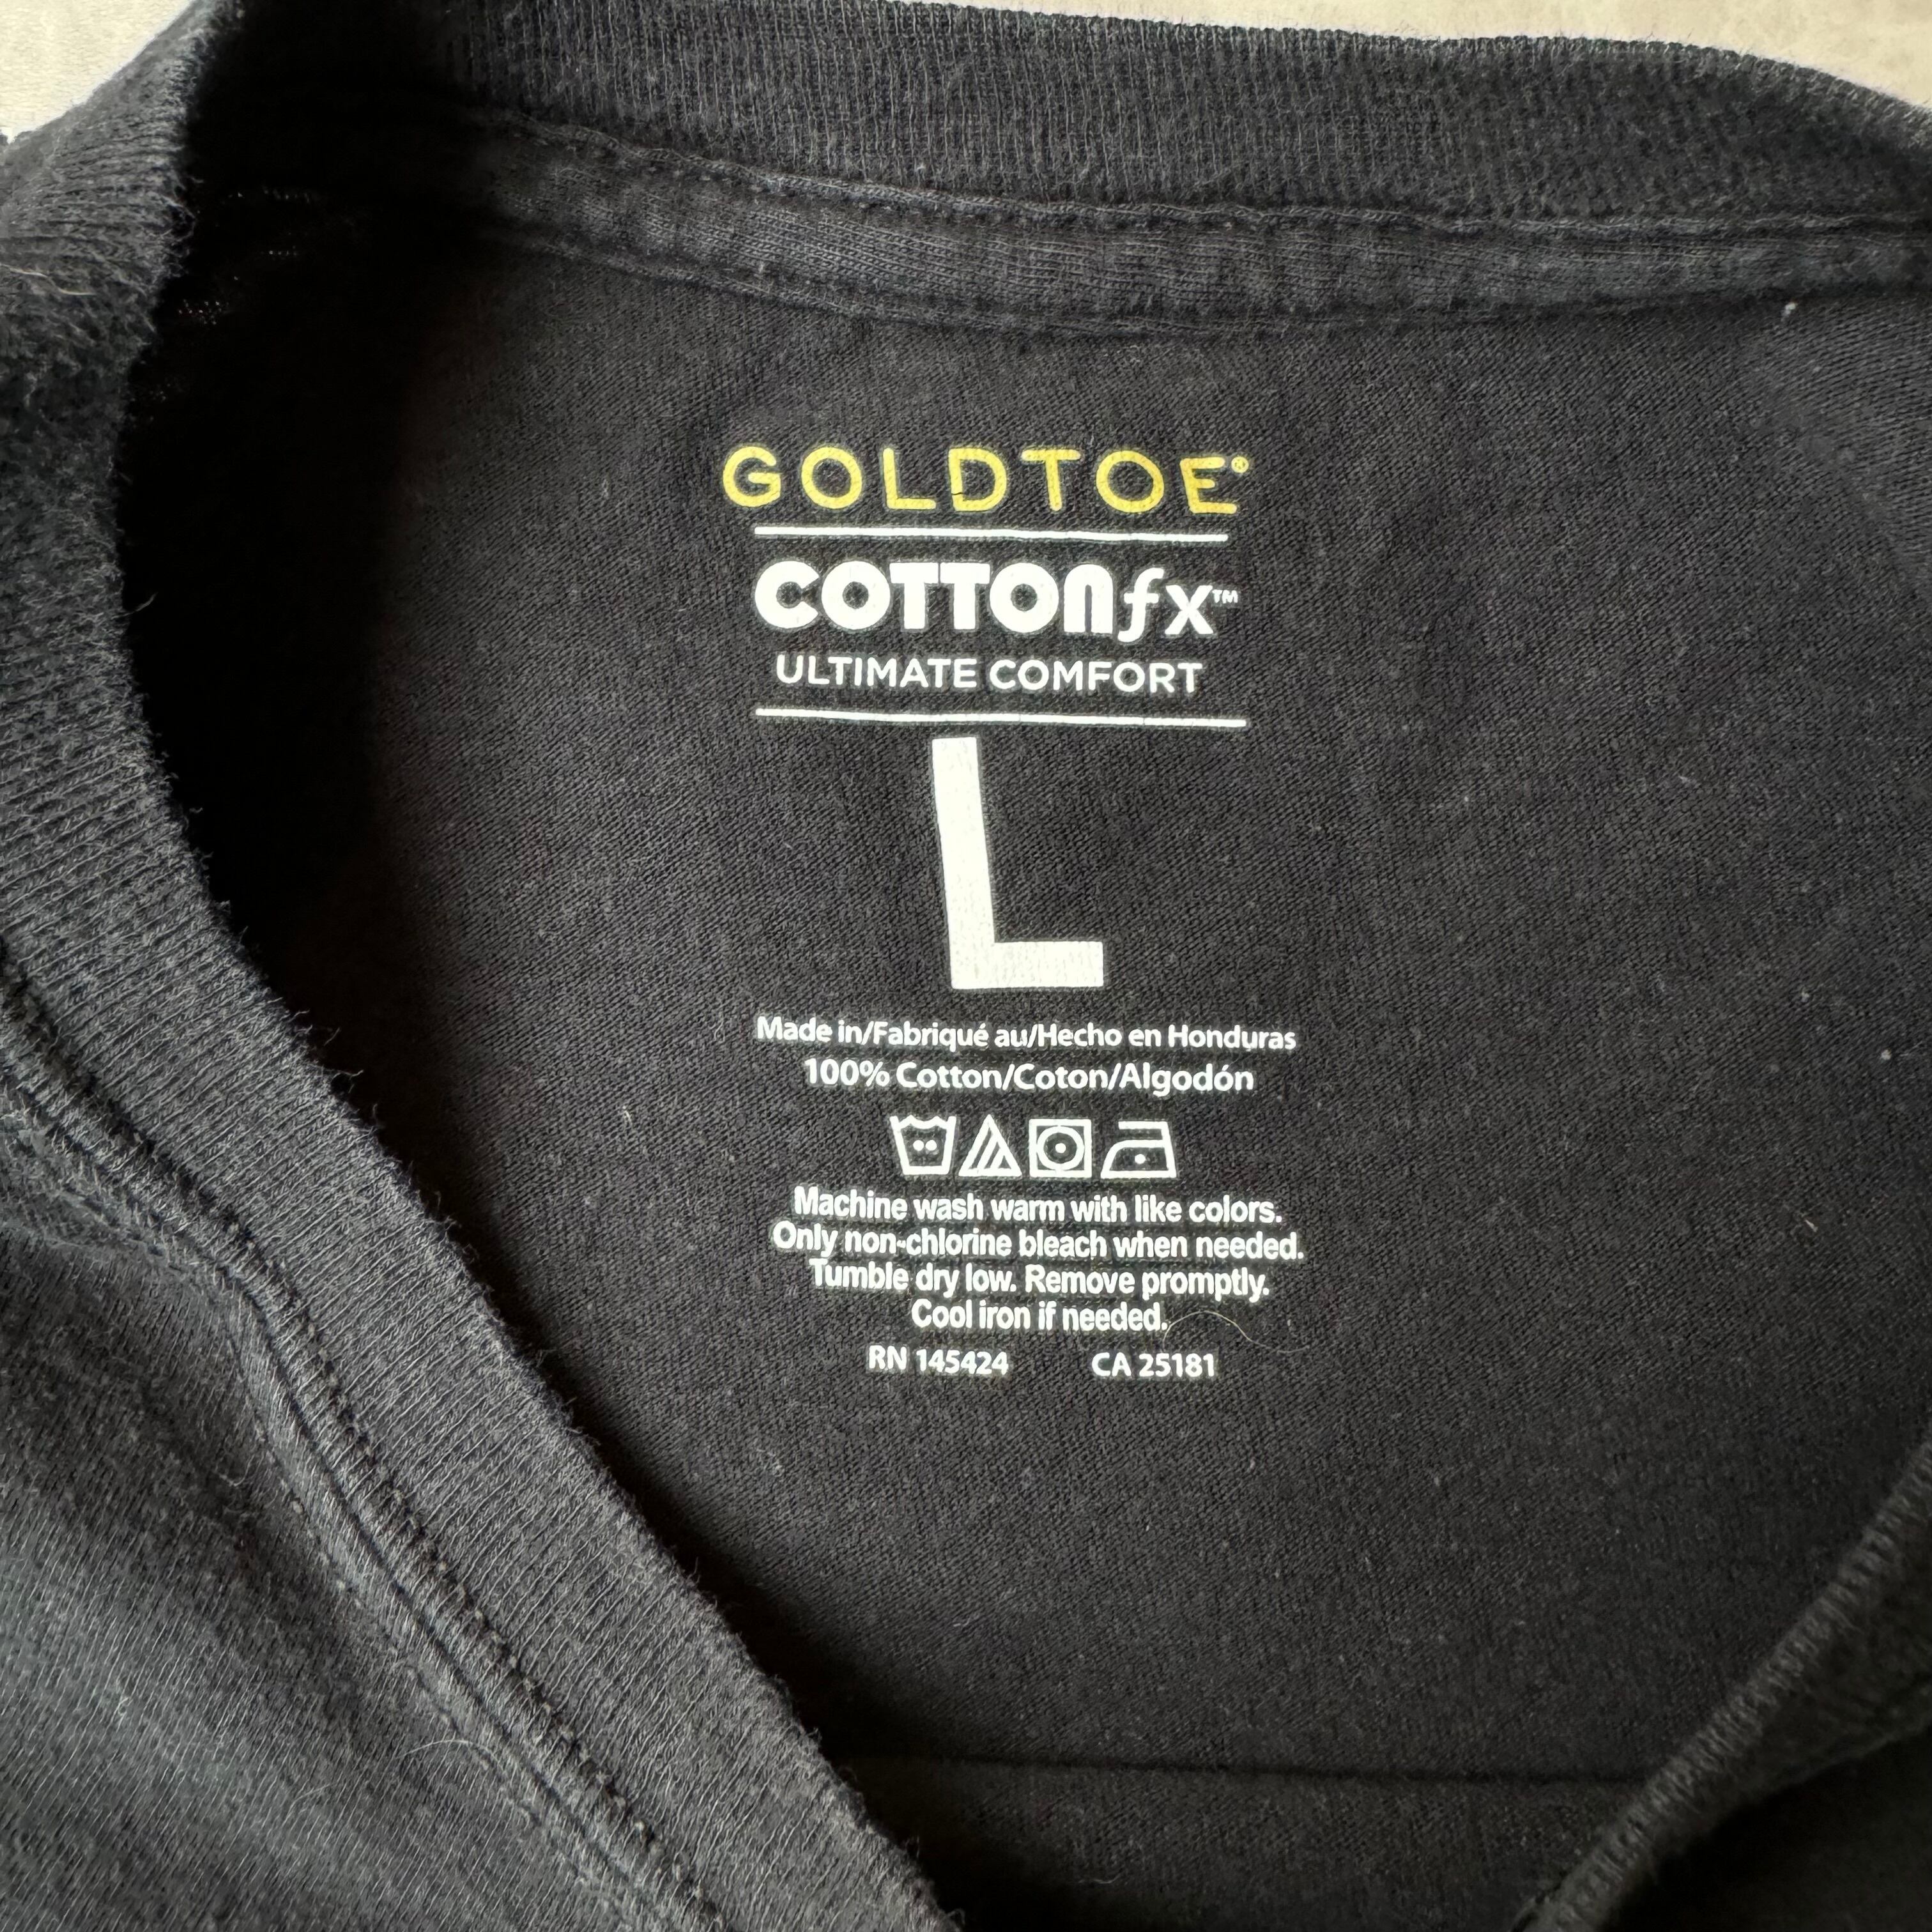 GOLDTOE®
COTTONfx™
ULTIMATE COMFORT
L
Made in/Fabriqué au/Hecho en Honduras
100% Cotton/Coton/Algodón
Machine wash warm with like colors.
Only non-chlorine bleach when needed.
Tumble dry low. Remove promptly.
Cool iron if needed.
RN 145424 CA 25181